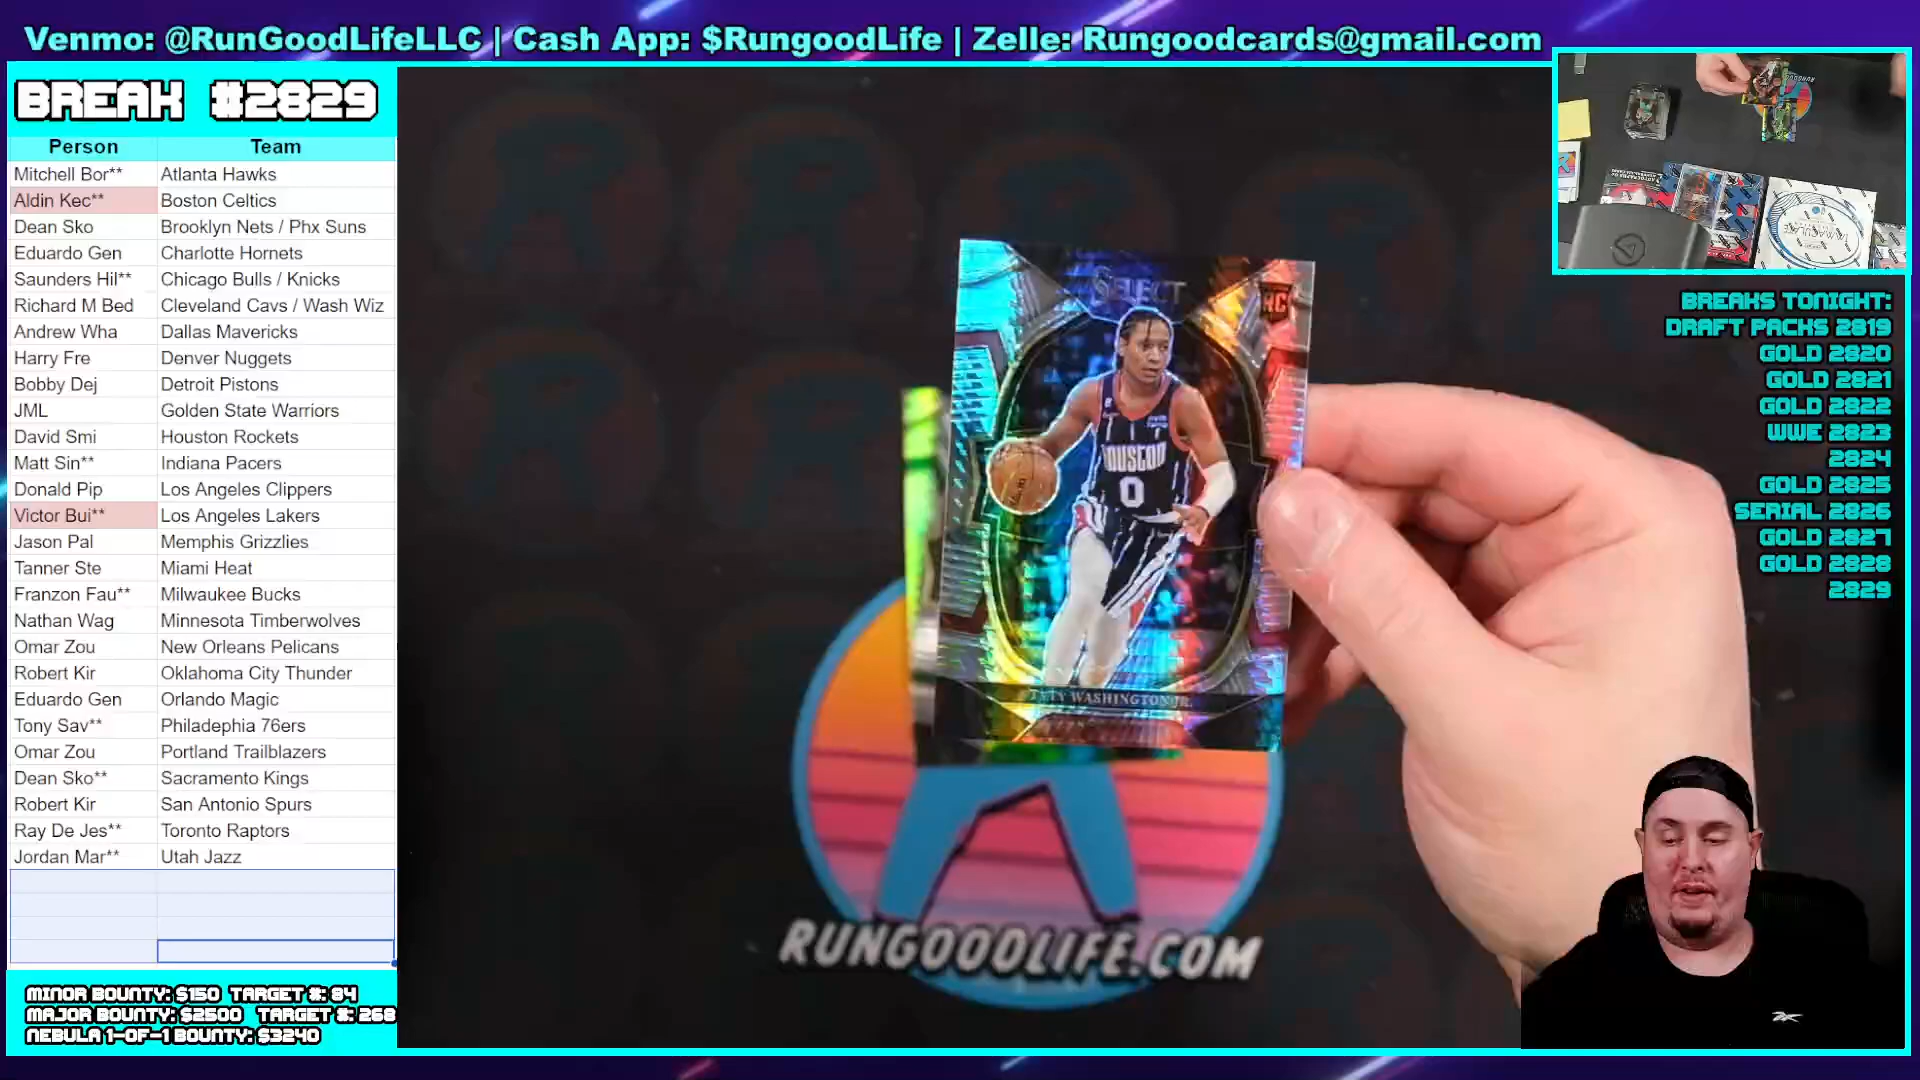 Venmo: @RunGoodLifeLLC | Cash App: $RungoodLife | Zelle: Rungoodcards@gmail.com
BREAK #2829
Person Team
Mitchell Bor** Atlanta Hawks
Aldin Kec** Boston Celtics
Dean Sko Brooklyn Nets / Phx Suns
Eduardo Gen Charlotte Hornets
Saunders Hil** Chicago Bulls / Knicks
Richard M Bed Cleveland Cavs / Wash Wiz
Andrew Wha Dallas Mavericks
Harry Fre Denver Nuggets
Bobby Dej Detroit Pistons
JML Golden State Warriors
David Smi Houston Rockets
Matt Sin** Indiana Pacers
Donald Pip Los Angeles Clippers
Victor Bui** Los Angeles Lakers
Jason Pal Memphis Grizzlies
Tanner Ste Miami Heat
Franzon Fau** Milwaukee Bucks
Nathan Wag Minnesota Timberwolves
Omar Zou New Orleans Pelicans
Robert Kir Oklahoma City Thunder
Eduardo Gen Orlando Magic
Tony Sav** Philadephia 76ers
Omar Zou Portland Trailblazers
Dean Sko** Sacramento Kings
Robert Kir San Antonio Spurs
Ray De Jes** Toronto Raptors
Jordan Mar** Utah Jazz
MINOR BOUNTY: $150 TARGET #: 94
MAJOR BOUNTY: $2500 TARGET #: 268
NEBULA 1-OF-1 BOUNTY: $3240
SELECT
RC
HOUSTON
0
TYTY WASHINGTON JR.
RUNGOODLIFE.COM
BREAKS TONIGHT:
DRAFT PACKS 2819
GOLD 2820
GOLD 2821
GOLD 2822
WWE 2823
2824
GOLD 2825
SERIAL 2826
GOLD 2827
GOLD 2828
2829